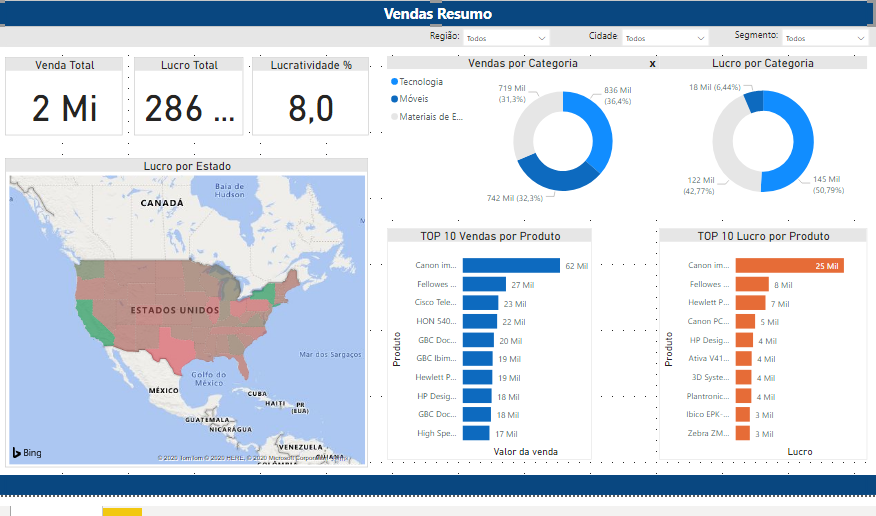 Vendas Resumo
Região: Todos
Cidade Todos
Segmento: Todos
Venda Total
2 Mi
Lucro Total
286 ...
Lucratividade %
8,0
Vendas por Categoria
x
Tecnologia
Móveis
Materiais de E...
719 Mil
(31,3%)
836 Mil
(36,4%)
742 Mil (32,3%)
Lucro por Categoria
18 Mil (6,44%)
122 Mil
(42,77%)
145 Mil
(50,79%)
Lucro por Estado
Baía de
Hudson
CANADÁ
ESTADOS UNIDOS
Mar dos Sargaços
Golfo do
México
MÉXICO
CUBA
HAITI
PR
(EUA)
GUATEMALA
NICARÁGUA
VENEZUELA
GUIANA
COLÔMBIA
Bing
© 2020 TomTom © 2020 HERE, © 2020 Microsoft Corporation
TOP 10 Vendas por Produto
Produto
Canon im... 62 Mil
Fellowes ... 27 Mil
Cisco Tele... 23 Mil
HON 540... 22 Mil
GBC Doc... 20 Mil
GBC Ibim... 19 Mil
Hewlett P... 19 Mil
HP Desig... 18 Mil
GBC Doc... 18 Mil
High Spe... 17 Mil
Valor da venda
TOP 10 Lucro por Produto
Produto
Canon im... 25 Mil
Fellowes ... 8 Mil
Hewlett P... 7 Mil
Canon PC... 5 Mil
HP Desig... 4 Mil
Ativa V41... 4 Mil
3D Syste... 4 Mil
Plantronic... 4 Mil
Ibico EPK-... 3 Mil
Zebra ZM... 3 Mil
Lucro